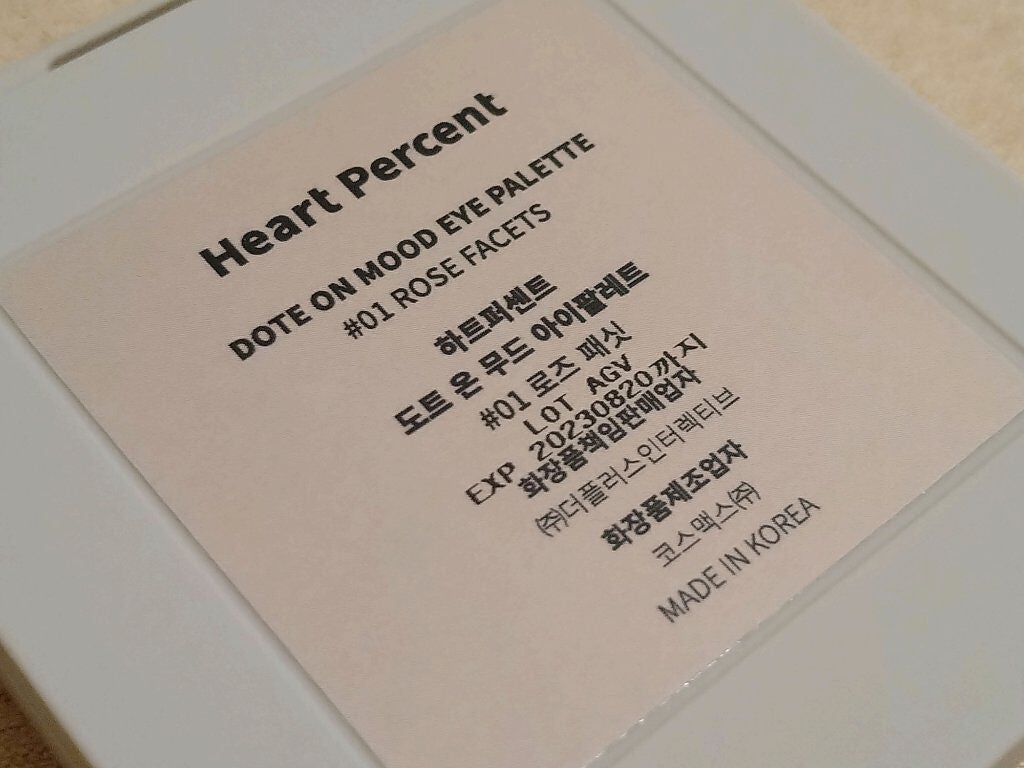 Heart Percent
DOTE ON MOOD EYE PALETTE
#01 ROSE FACETS
하트퍼센트
도트 온 무드 아이팔레트
#01 로즈 패싯
LOT AGV
EXP 20230820까지
화장품책임판매업자
㈜더플러스인터렉티브
화장품제조업자
코스맥스㈜
MADE IN KOREA